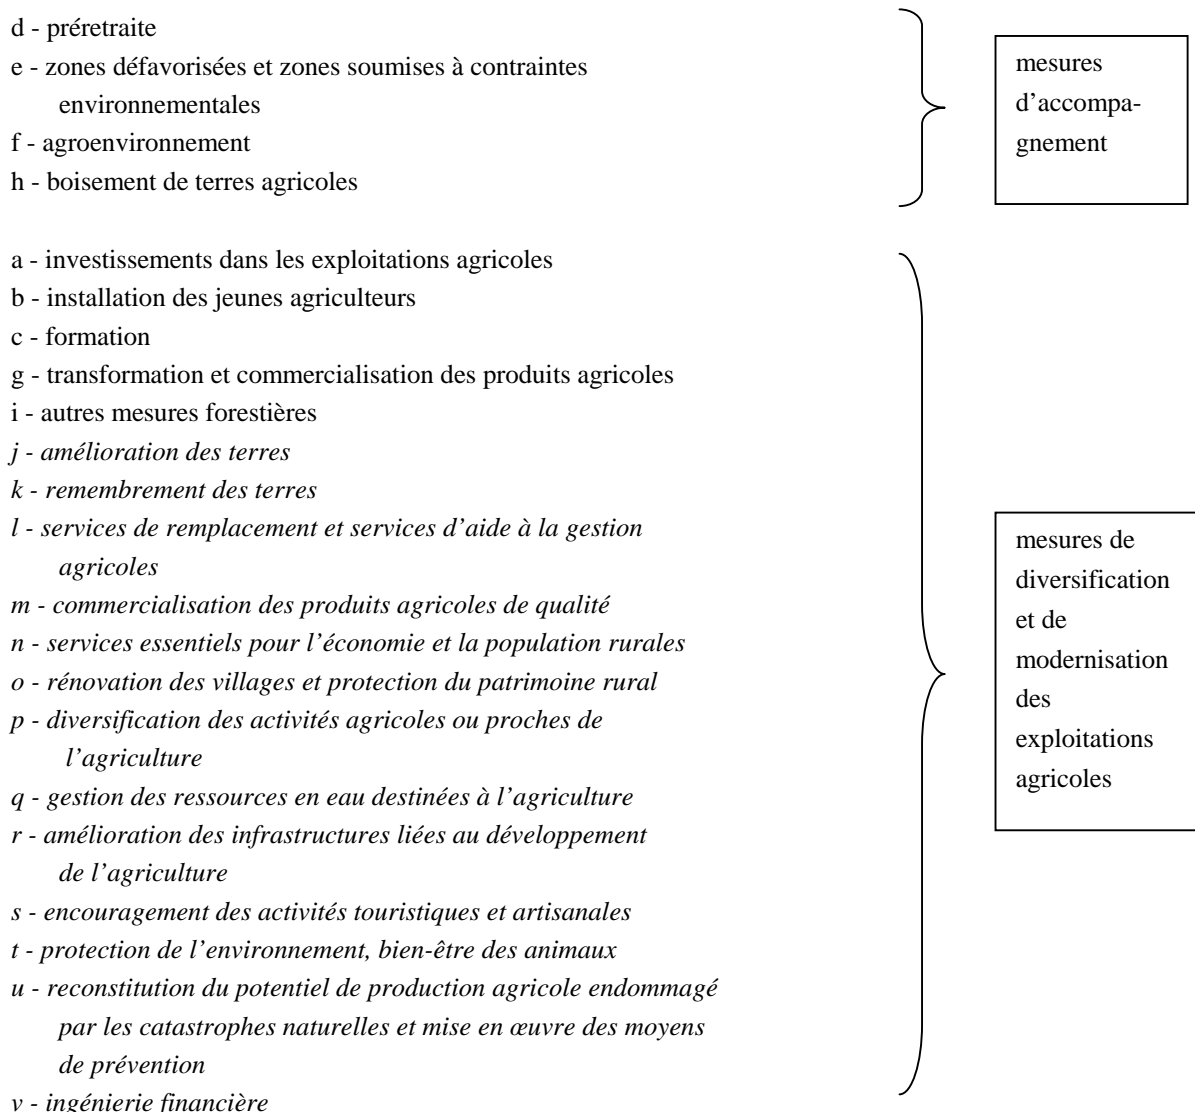 d - préretraite
e - zones défavorisées et zones soumises à contraintes
environnementales
f - agroenvironnement
h - boisement de terres agricoles
mesures
d’accompa-
gnement
a - investissements dans les exploitations agricoles
b - installation des jeunes agriculteurs
c - formation
g - transformation et commercialisation des produits agricoles
i - autres mesures forestières
j - amélioration des terres
k - remembrement des terres
l - services de remplacement et services d’aide à la gestion
agricoles
m - commercialisation des produits agricoles de qualité
n - services essentiels pour l’économie et la population rurales
o - rénovation des villages et protection du patrimoine rural
p - diversification des activités agricoles ou proches de
l’agriculture
q - gestion des ressources en eau destinées à l’agriculture
r - amélioration des infrastructures liées au développement
de l’agriculture
s - encouragement des activités touristiques et artisanales
t - protection de l’environnement, bien-être des animaux
u - reconstitution du potentiel de production agricole endommagé
par les catastrophes naturelles et mise en œuvre des moyens
de prévention
v - ingénierie financière
mesures de
diversification
et de
modernisation
des
exploitations
agricoles